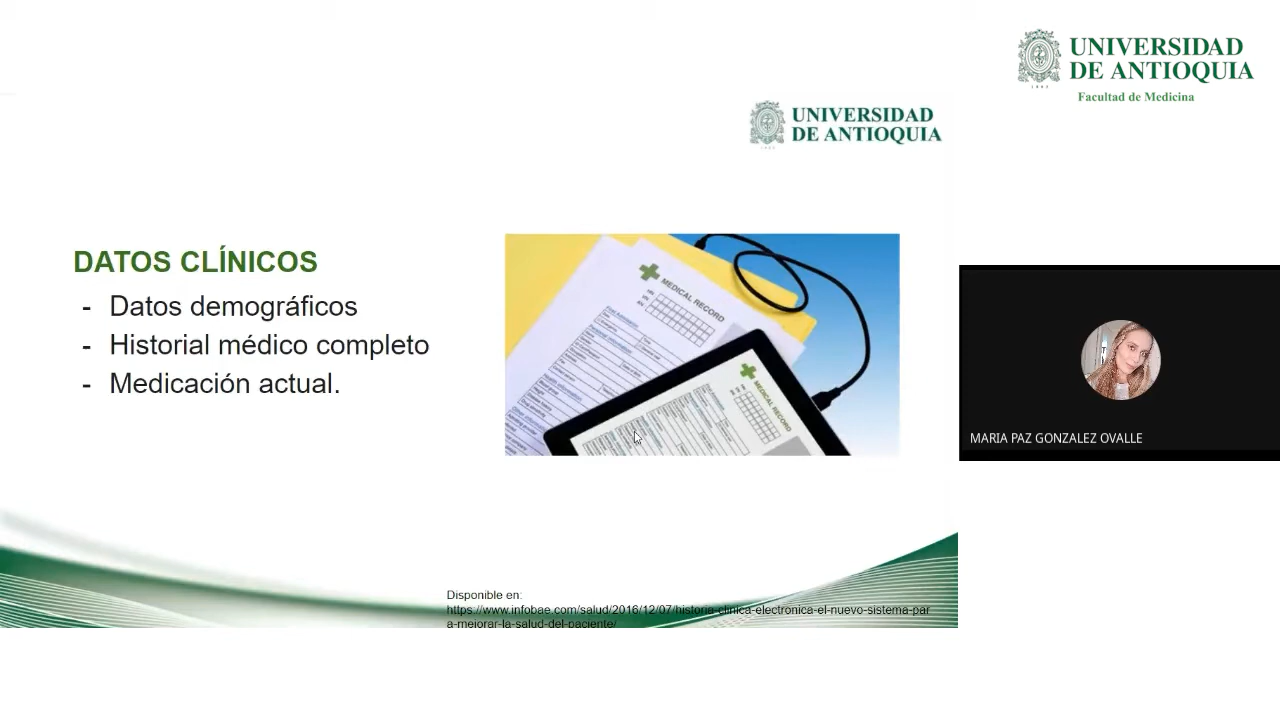 UNIVERSIDAD
DE ANTIOQUIA
1803
Facultad de Medicina
UNIVERSIDAD
DE ANTIOQUIA
DATOS CLÍNICOS
- Datos demográficos
- Historial médico completo
- Medicación actual.
MEDICAL RECORD
MEDICAL RECORD
MARIA PAZ GONZALEZ OVALLE
Disponible en:
https://www.infobae.com/salud/2016/12/07/historia-clinica-electronica-el-nuevo-sistema-par
a-mejorar-la-salud-del-paciente/